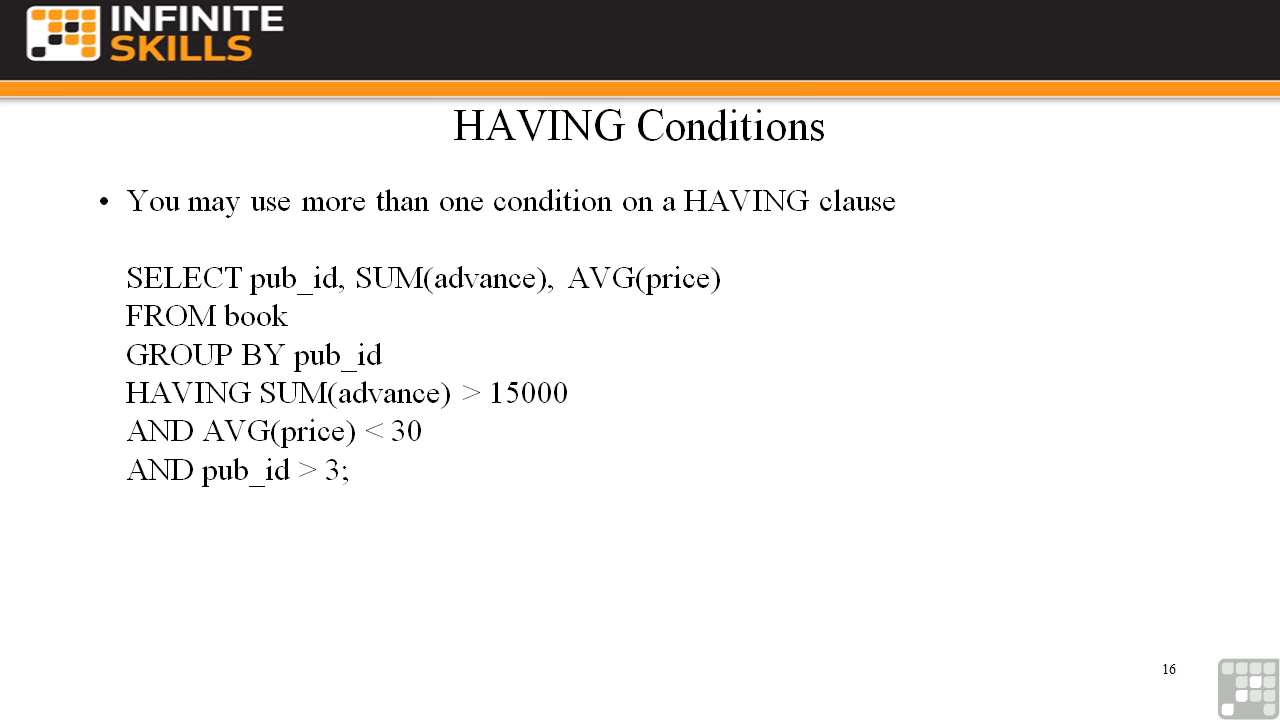 INFINITE
SKILLS
HAVING Conditions
• You may use more than one condition on a HAVING clause
SELECT pub_id, SUM(advance), AVG(price)
FROM book
GROUP BY pub_id
HAVING SUM(advance) > 15000
AND AVG(price) < 30
AND pub_id > 3;
16